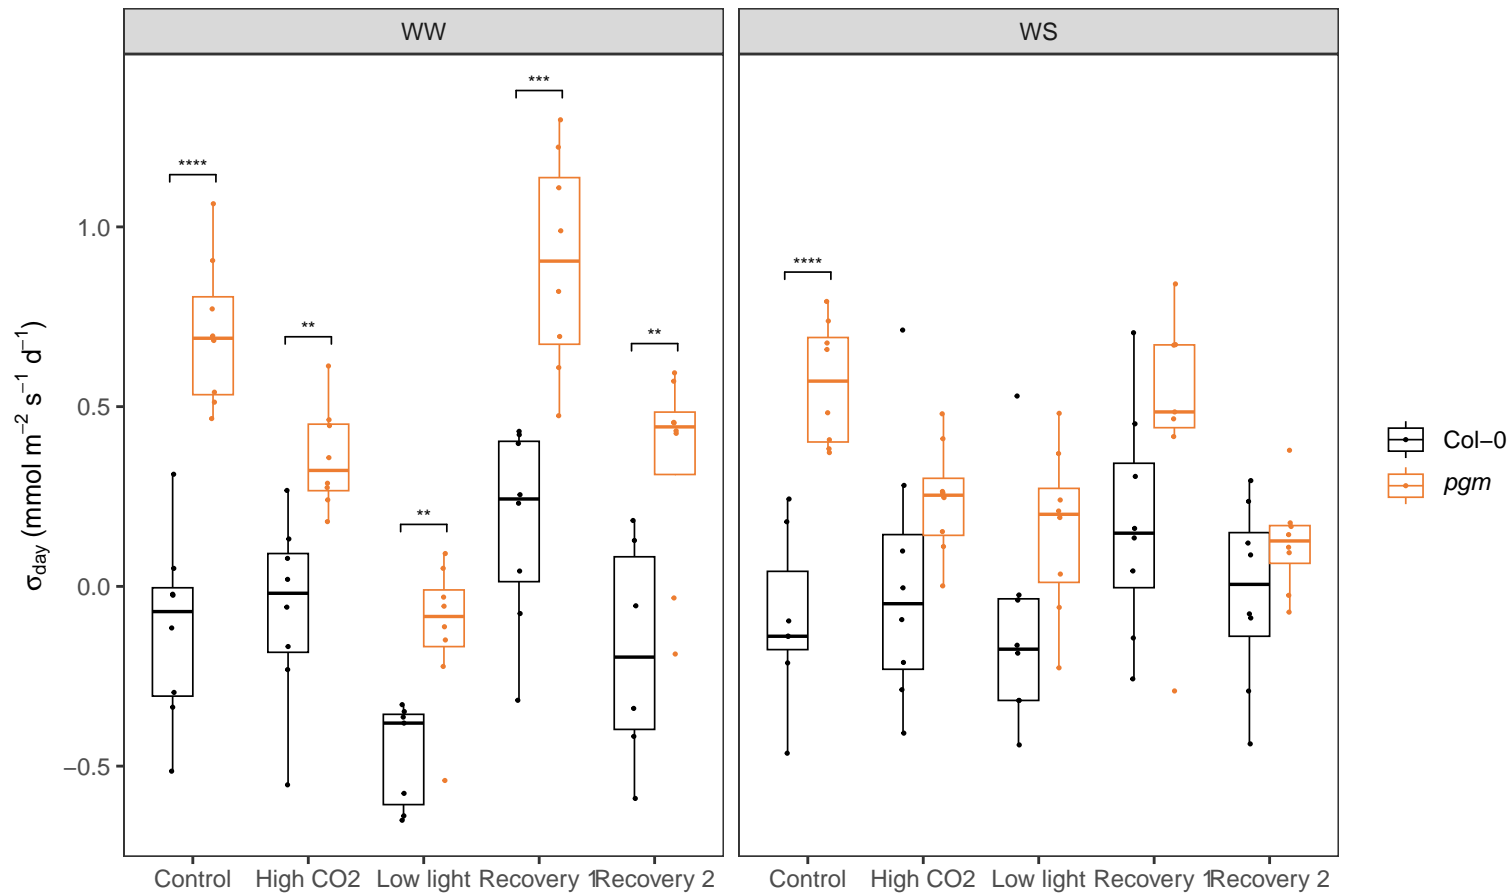 WW
WS
****
**
**
***
**
****
σday (mmol m−2 s−1 d−1)
1.0
0.5
0.0
−0.5
Control High CO2 Low light Recovery 1 Recovery 2
Control High CO2 Low light Recovery 1 Recovery 2
Col−0
pgm